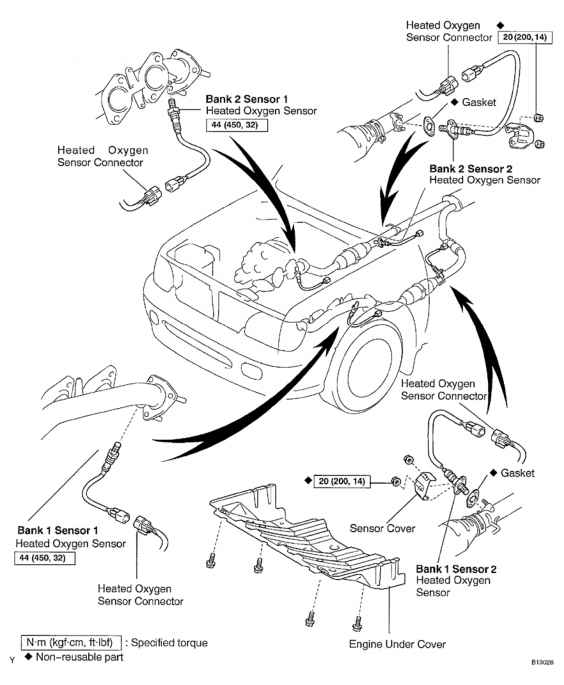 Heated Oxygen
Sensor Connector
◆
20 (200, 14)
◆ Gasket
Bank 2 Sensor 1
Heated Oxygen Sensor
44 (450, 32)
Heated Oxygen
Sensor Connector
Bank 2 Sensor 2
Heated Oxygen Sensor
Heated Oxygen
Sensor Connector
◆ Gasket
◆ 20 (200, 14)
Sensor Cover
Bank 1 Sensor 1
Heated Oxygen Sensor
44 (450, 32)
Bank 1 Sensor 2
Heated Oxygen
Sensor
Heated Oxygen
Sensor Connector
Engine Under Cover
N·m (kgf·cm, ft·lbf) : Specified torque
Y ◆ Non-reusable part
B13028